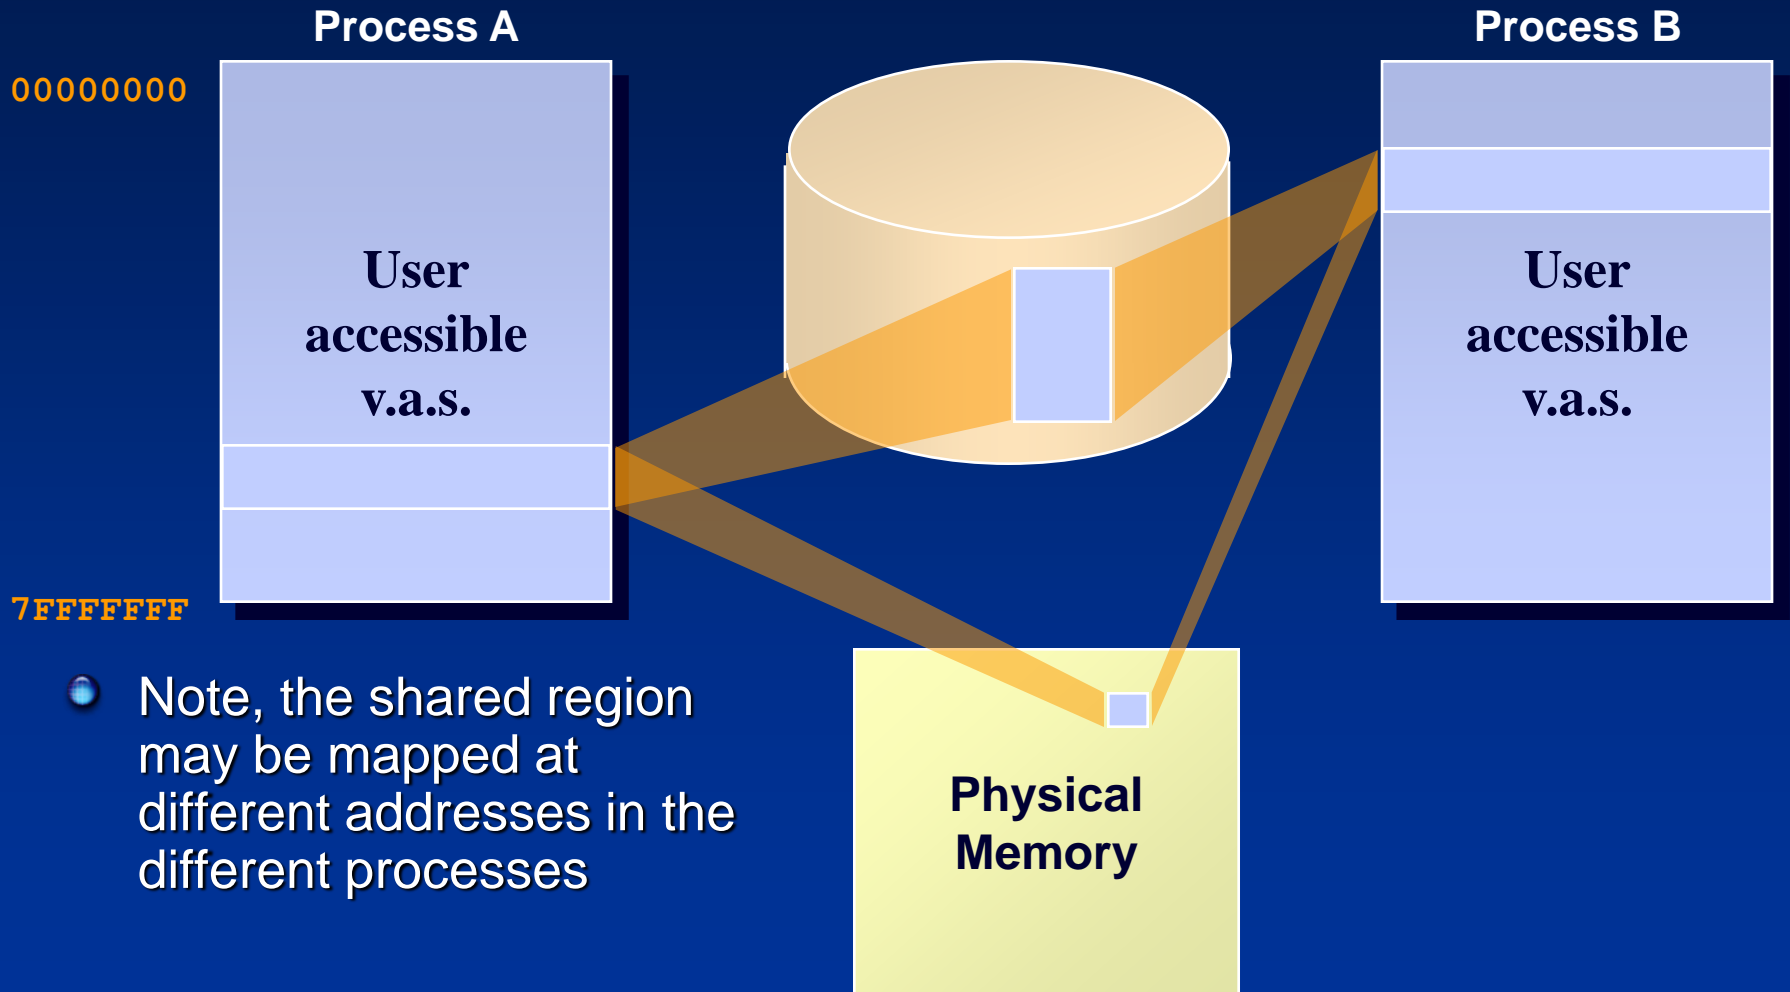 Process A
Process B
00000000
User
accessible
v.a.s.
User
accessible
v.a.s.
7FFFFFFF
Note, the shared region
may be mapped at
different addresses in the
different processes
Physical
Memory